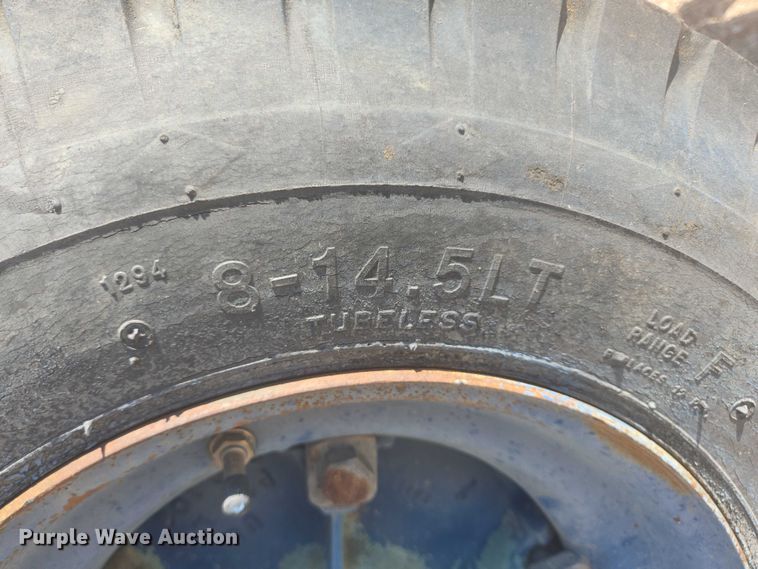 1294
8-14.5LT
TUBELESS
LOAD
RANGE F
Purple Wave Auction